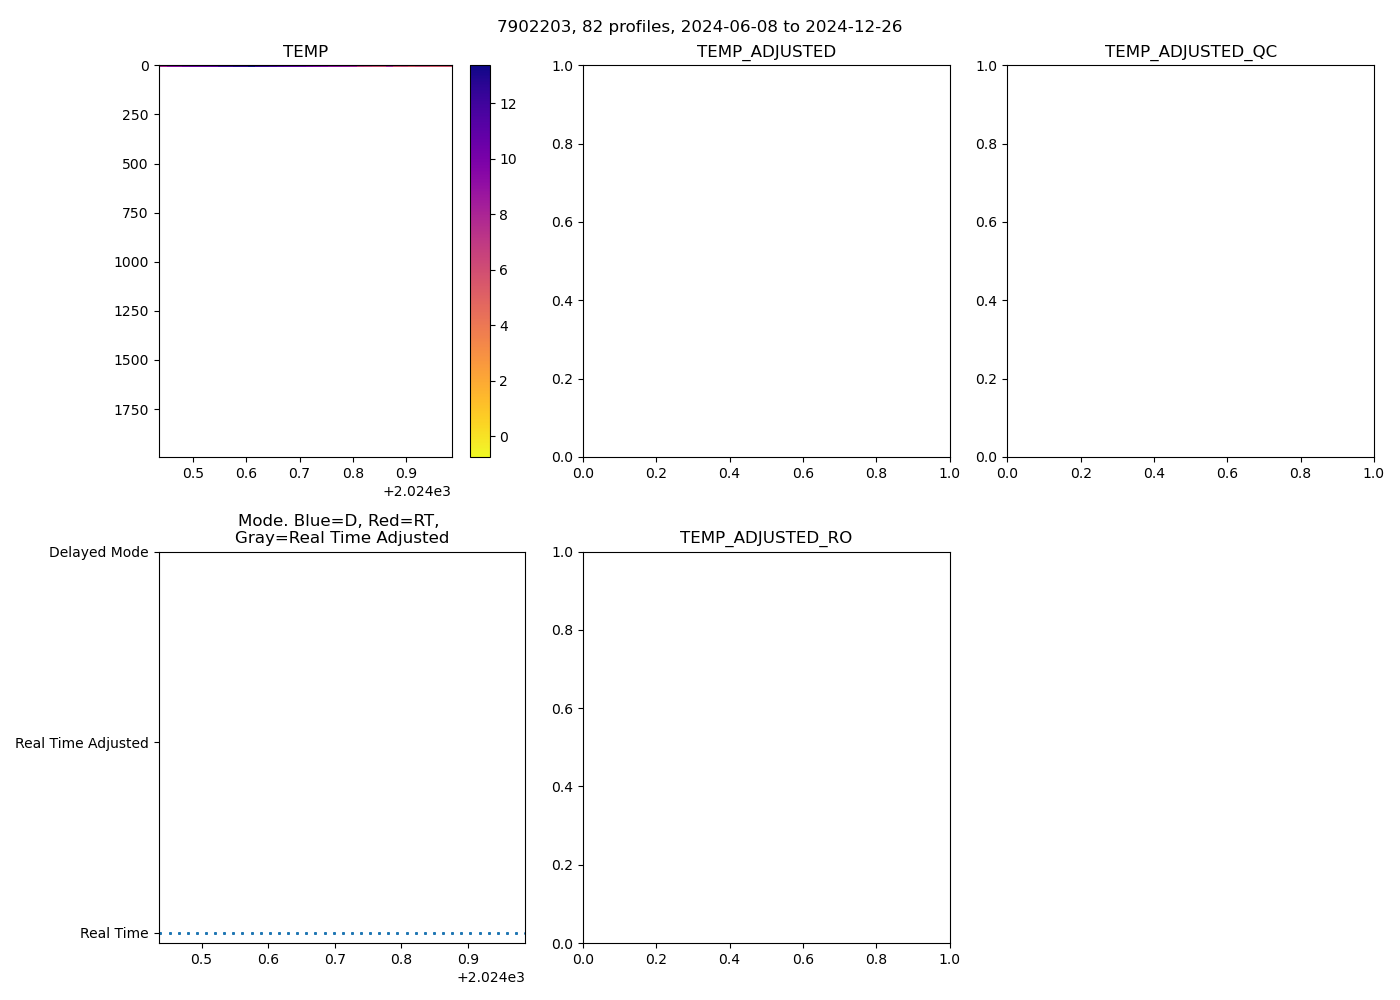 7902203, 82 profiles, 2024-06-08 to 2024-12-26
TEMP
0
250
500
750
1000
1250
1500
1750
0.5 0.6 0.7 0.8 0.9
+2.024e3
12
10
8
6
4
2
0
TEMP_ADJUSTED
1.0
0.8
0.6
0.4
0.2
0.0
0.0 0.2 0.4 0.6 0.8 1.0
TEMP_ADJUSTED_QC
1.0
0.8
0.6
0.4
0.2
0.0
0.0 0.2 0.4 0.6 0.8 1.0
Mode. Blue=D, Red=RT,
Gray=Real Time Adjusted
Delayed Mode
Real Time Adjusted
Real Time
0.5 0.6 0.7 0.8 0.9
+2.024e3
TEMP_ADJUSTED_RO
1.0
0.8
0.6
0.4
0.2
0.0
0.0 0.2 0.4 0.6 0.8 1.0